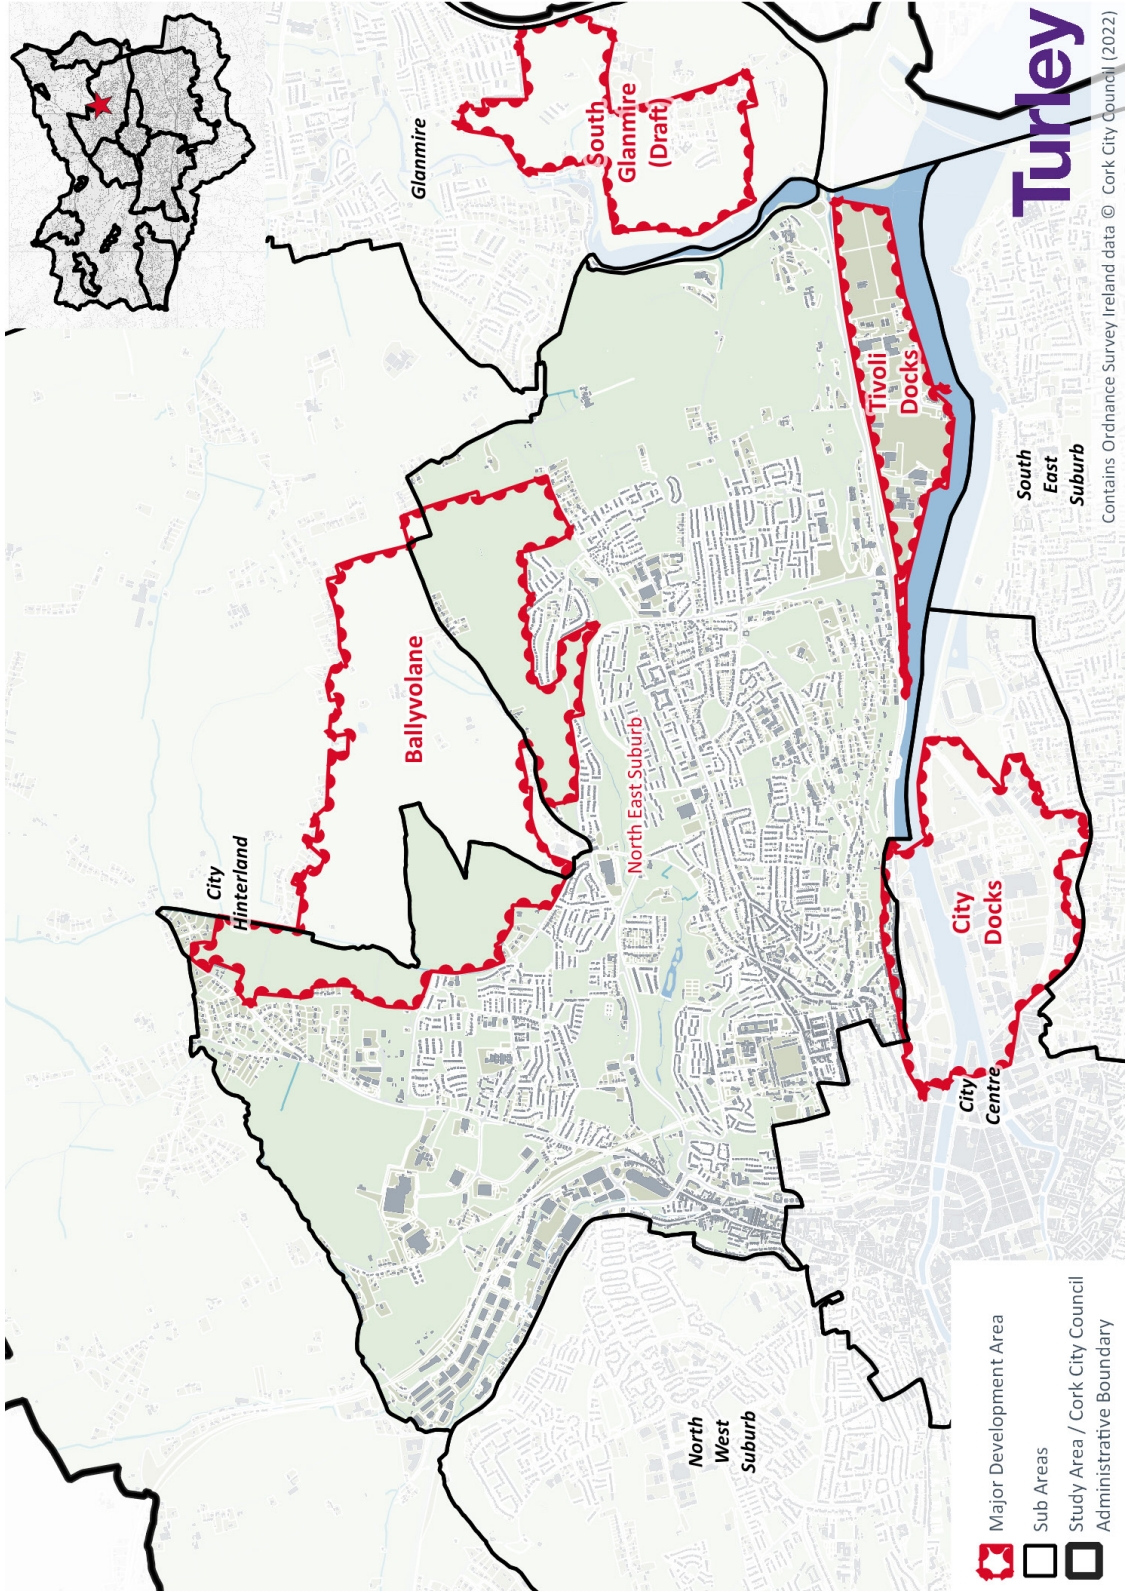 Glanmire
South
Glanmire
(Draft)
City
Hinterland
Ballyvolane
North East Suburb
Tivoli
Docks
South
East
Suburb
City
Docks
City
Centre
North
West
Suburb
Major Development Area
Sub Areas
Study Area / Cork City Council
Administrative Boundary
Turley
Contains Ordnance Survey Ireland data © Cork City Council (2022)